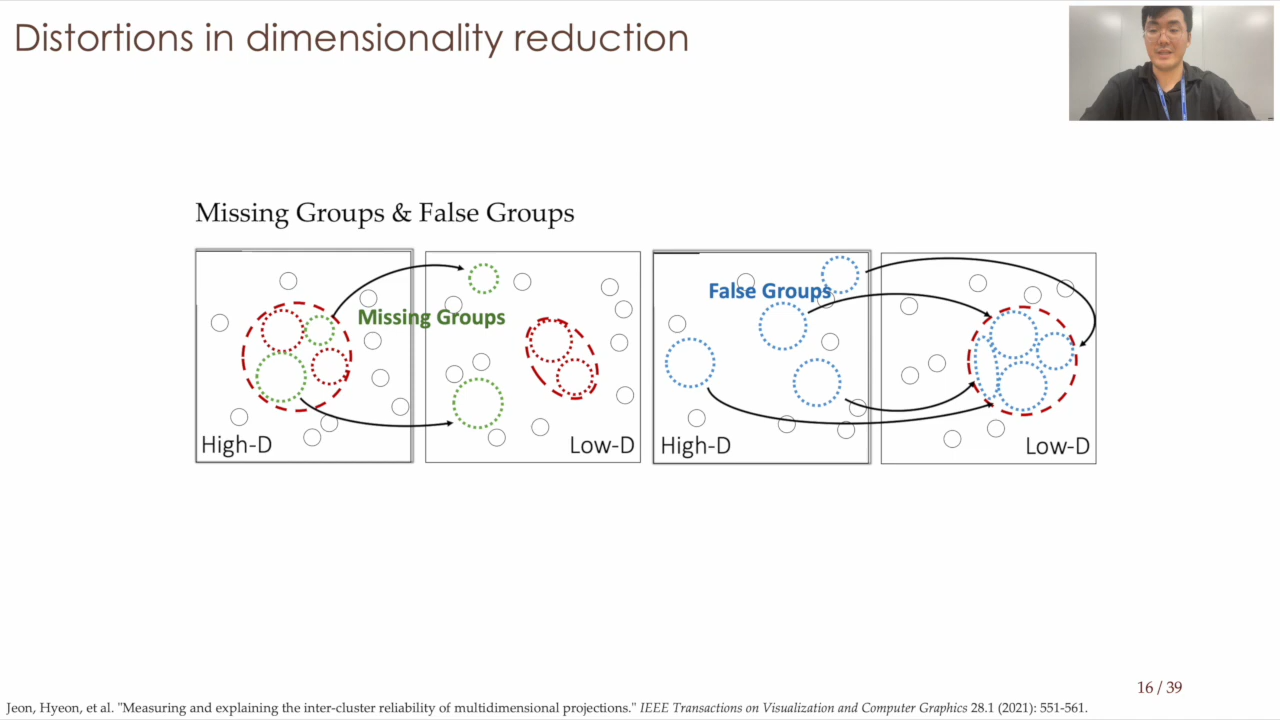 Distortions in dimensionality reduction
Missing Groups & False Groups
Missing Groups
High-D
Low-D
False Groups
High-D
Low-D
16 / 39
Jeon, Hyeon, et al. "Measuring and explaining the inter-cluster reliability of multidimensional projections." IEEE Transactions on Visualization and Computer Graphics 28.1 (2021): 551-561.